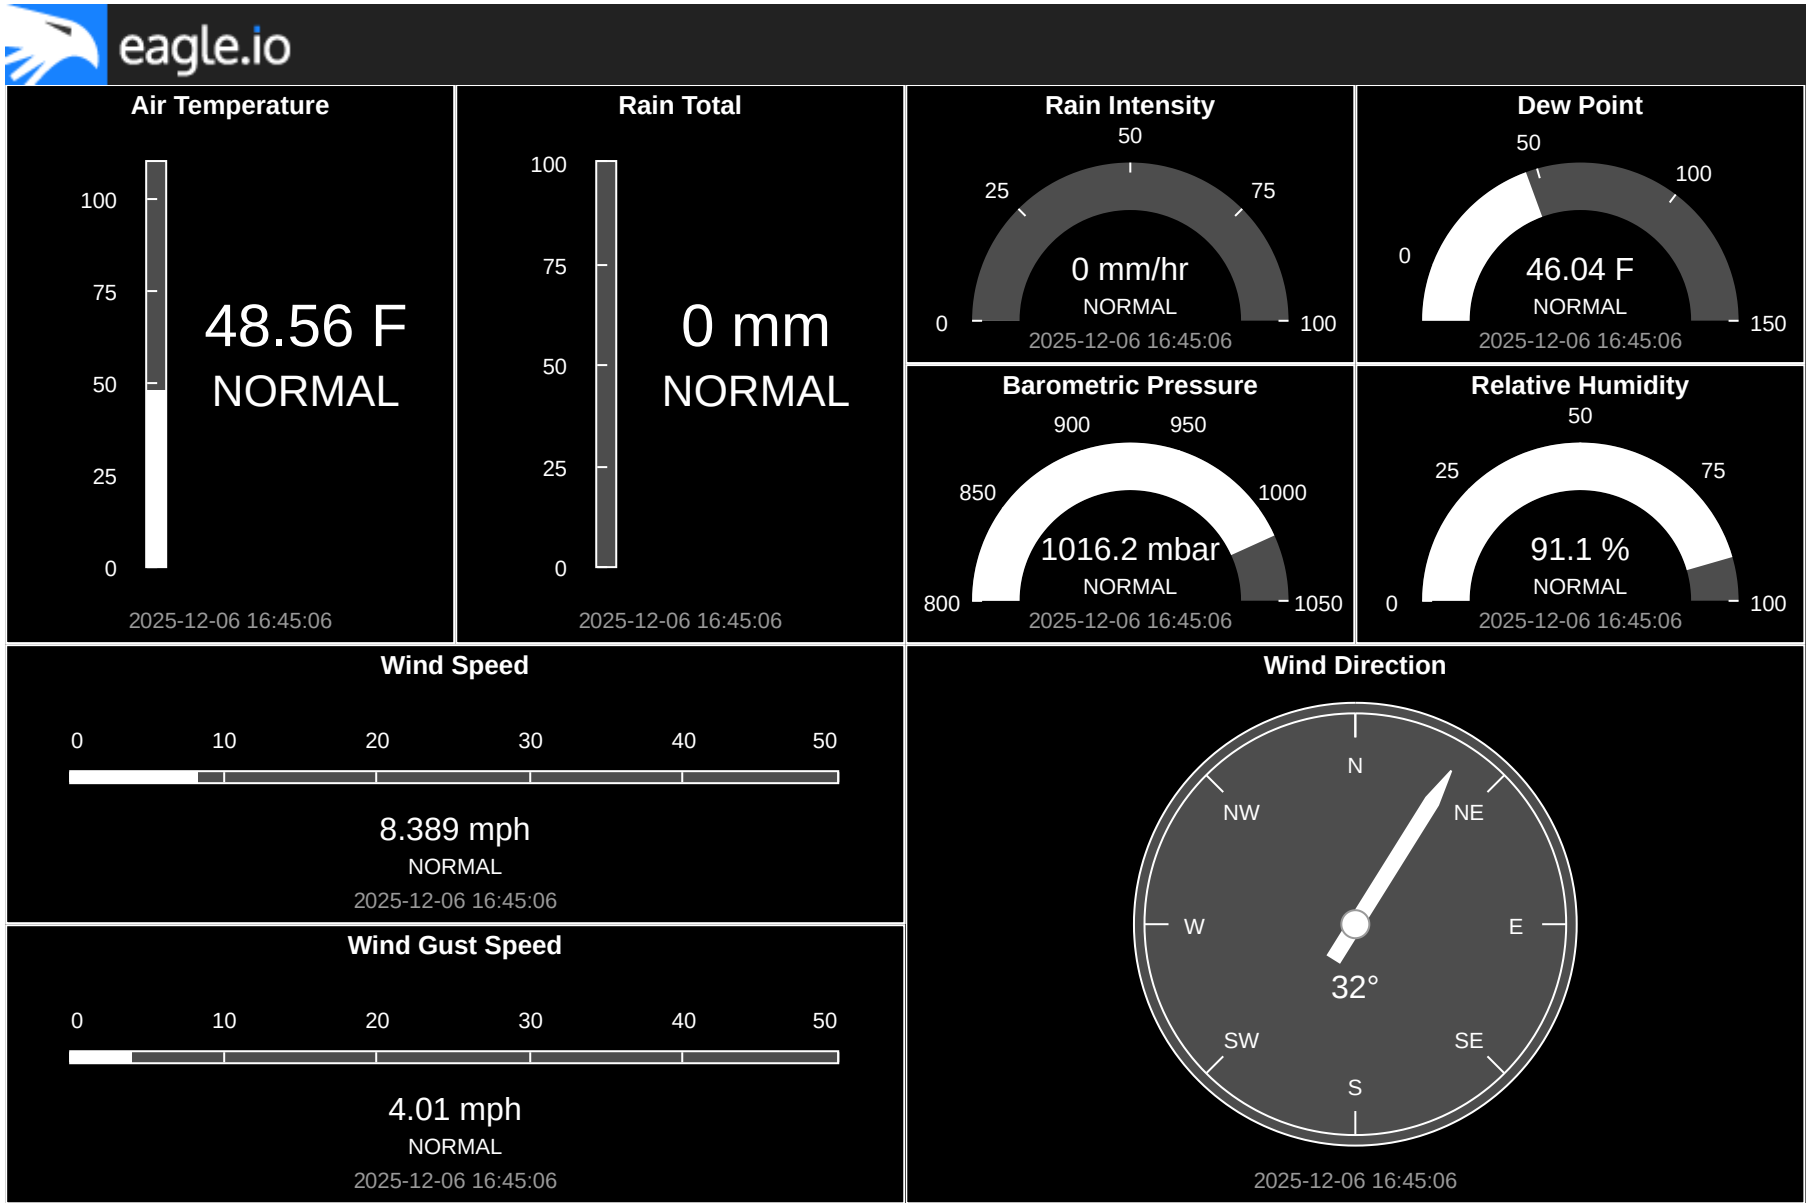 eagle.io
Air Temperature
100
75
50
25
0
48.56 F
NORMAL
2025-12-06 16:45:06
Rain Total
100
75
50
25
0
0 mm
NORMAL
2025-12-06 16:45:06
Rain Intensity
50
25
75
0
100
0 mm/hr
NORMAL
2025-12-06 16:45:06
Dew Point
50
100
0
150
46.04 F
NORMAL
2025-12-06 16:45:06
Barometric Pressure
900
950
850
1000
800
1050
1016.2 mbar
NORMAL
2025-12-06 16:45:06
Relative Humidity
50
25
75
0
100
91.1 %
NORMAL
2025-12-06 16:45:06
Wind Speed
0 10 20 30 40 50
8.389 mph
NORMAL
2025-12-06 16:45:06
Wind Gust Speed
0 10 20 30 40 50
4.01 mph
NORMAL
2025-12-06 16:45:06
Wind Direction
N
NW
NE
W
E
32°
SW
SE
S
2025-12-06 16:45:06